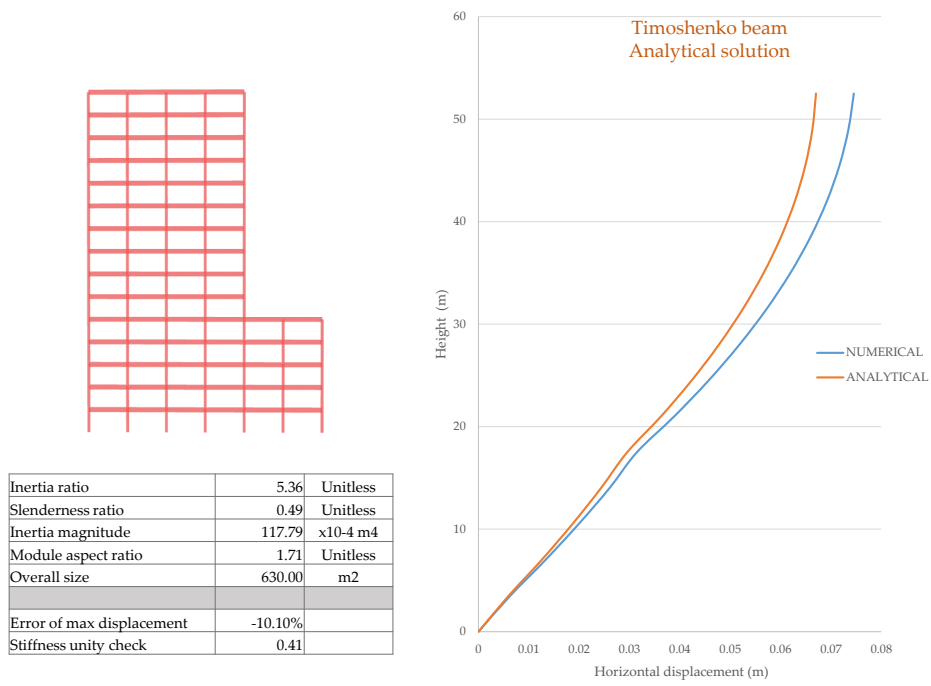 Timoshenko beam
Analytical solution
60
50
40
30
20
10
0
Height (m)
0 0.01 0.02 0.03 0.04 0.05 0.06 0.07 0.08
Horizontal displacement (m)
NUMERICAL
ANALYTICAL
Inertia ratio 5.36 Unitless
Slenderness ratio 0.49 Unitless
Inertia magnitude 117.79 x10-4 m4
Module aspect ratio 1.71 Unitless
Overall size 630.00 m2
Error of max displacement -10.10%
Stiffness unity check 0.41